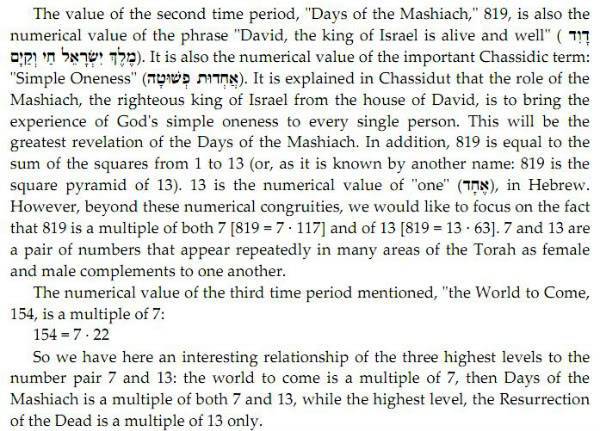 The value of the second time period, "Days of the Mashiach," 819, is also the
numerical value of the phrase "David, the king of Israel is alive and well" ( דָוִד
מֶלֶךְ יִשְׂרָאֵל חַי וְקַיָם). It is also the numerical value of the important Chassidic term:
"Simple Oneness" (אַחְדוּת פְּשׁוּטָה). It is explained in Chassidut that the role of the
Mashiach, the righteous king of Israel from the house of David, is to bring the
experience of God's simple oneness to every single person. This will be the
greatest revelation of the Days of the Mashiach. In addition, 819 is equal to the
sum of the squares from 1 to 13 (or, as it is known by another name: 819 is the
square pyramid of 13). 13 is the numerical value of "one" (אֶחָד), in Hebrew.
However, beyond these numerical congruities, we would like to focus on the fact
that 819 is a multiple of both 7 [819 = 7 · 117] and of 13 [819 = 13 · 63]. 7 and 13 are
a pair of numbers that appear repeatedly in many areas of the Torah as female
and male complements to one another.
The numerical value of the third time period mentioned, "the World to Come,
154, is a multiple of 7:
154 = 7 · 22
So we have here an interesting relationship of the three highest levels to the
number pair 7 and 13: the world to come is a multiple of 7, then Days of the
Mashiach is a multiple of both 7 and 13, while the highest level, the Resurrection
of the Dead is a multiple of 13 only.